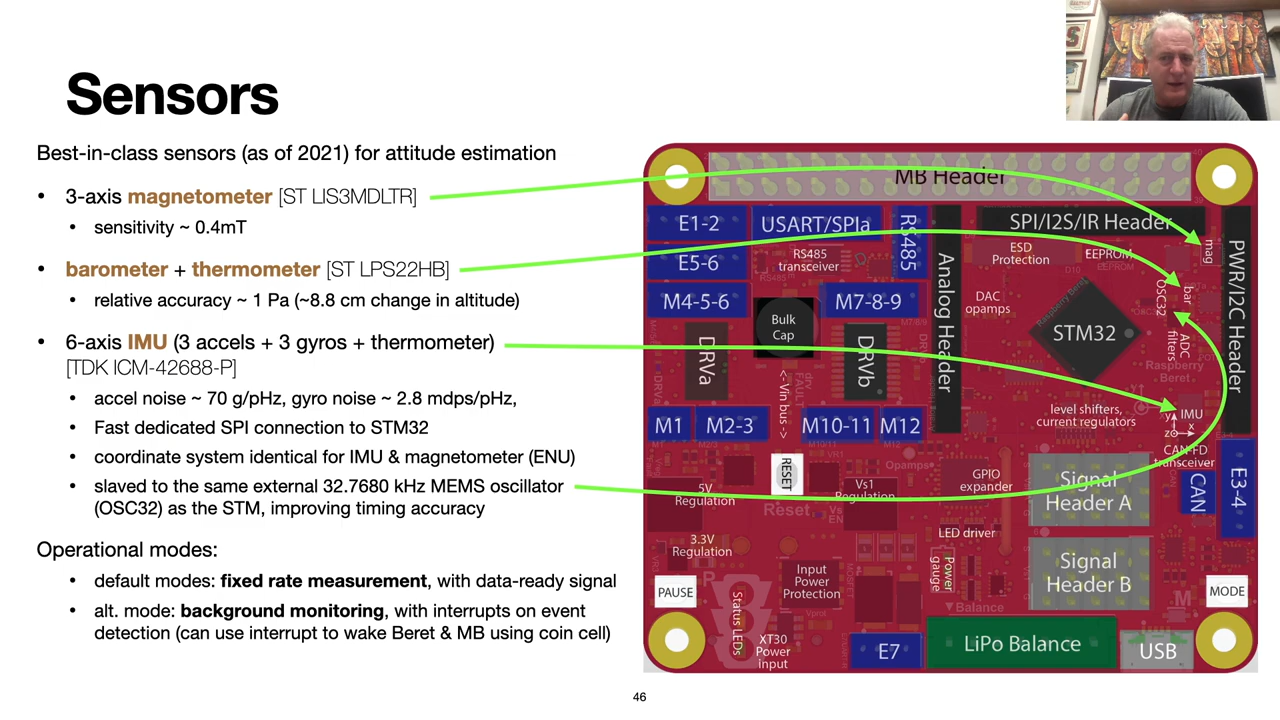 Sensors
Best-in-class sensors (as of 2021) for attitude estimation
• 3-axis magnetometer [ST LIS3MDLTR]
• sensitivity ~ 0.4mT
• barometer + thermometer [ST LPS22HB]
• relative accuracy ~ 1 Pa (~8.8 cm change in altitude)
• 6-axis IMU (3 accels + 3 gyros + thermometer)
[TDK ICM-42688-P]
• accel noise ~ 70 g/pHz, gyro noise ~ 2.8 mdps/pHz,
• Fast dedicated SPI connection to STM32
• coordinate system identical for IMU & magnetometer (ENU)
• slaved to the same external 32.7680 kHz MEMS oscillator
(OSC32) as the STM, improving timing accuracy
Operational modes:
• default modes: fixed rate measurement, with data-ready signal
• alt. mode: background monitoring, with interrupts on event
detection (can use interrupt to wake Beret & MB using coin cell)
MB Header
E1-2
USART/SPIa
RS485
SPI/I2S/IR Header
E5-6
RS485
transceiver
ESD
Protection
EEPROM
mag
PWR/I2C Header
Analog Header
M4-5-6
M7-8-9
DAC
opamps
OSC32
bar
Bulk
Cap
Raspberry Beret
STM32
ADC
filters
DRVa
DRVb
Raspberry
Beret
<- Vin bus ->
M1
M2-3
M10-11
M12
level shifters,
current regulators
IMU
y
x
z
CAN-FD
transceiver
Opamps
RESET
5V
Regulation
Vs1
Regulation
Reset
GPIO
expander
Signal
Header A
CAN
E3-4
3.3V
Regulation
LED driver
Input
Power
Protection
Power
gauge
Signal
Header B
PAUSE
Status LEDs
Balance
M
MODE
XT30
Power
input
E7
LiPo Balance
USB
46